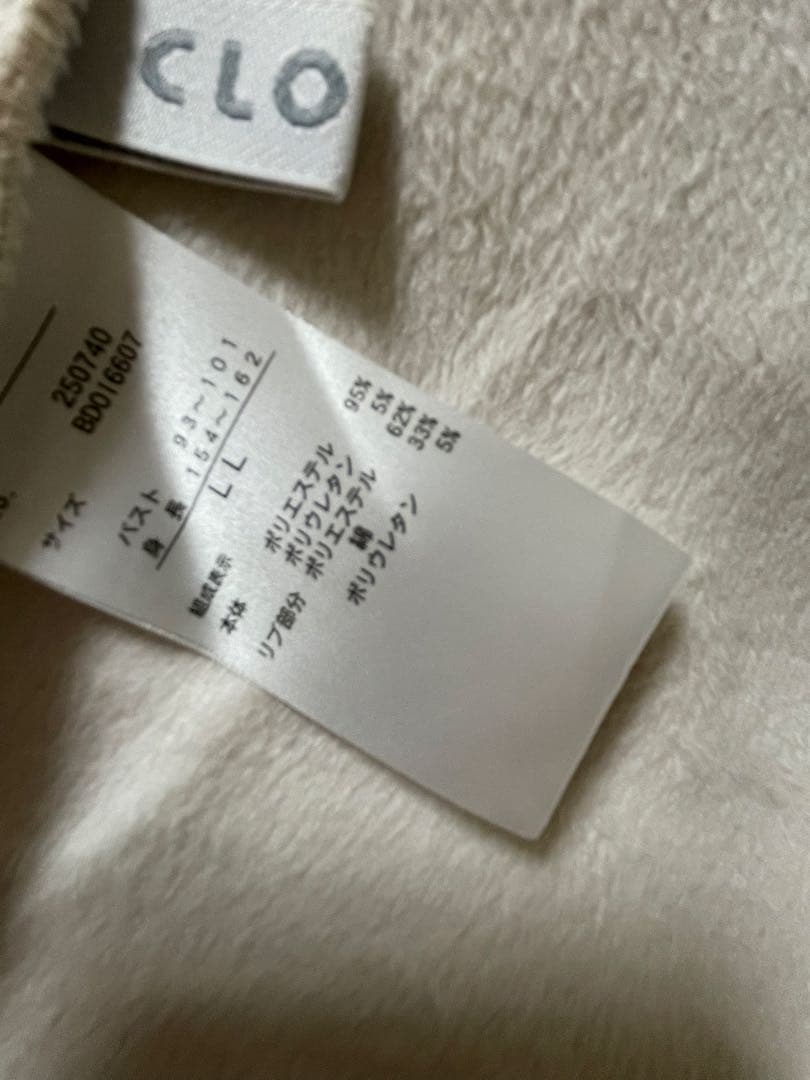 CLO
250740
BD016607
サイズ
バスト 93~101
身長 154~162
LL
組成表示
本体 ポリエステル 95%
ポリウレタン 5%
リブ部分 ポリエステル 62%
綿 33%
ポリウレタン 5%